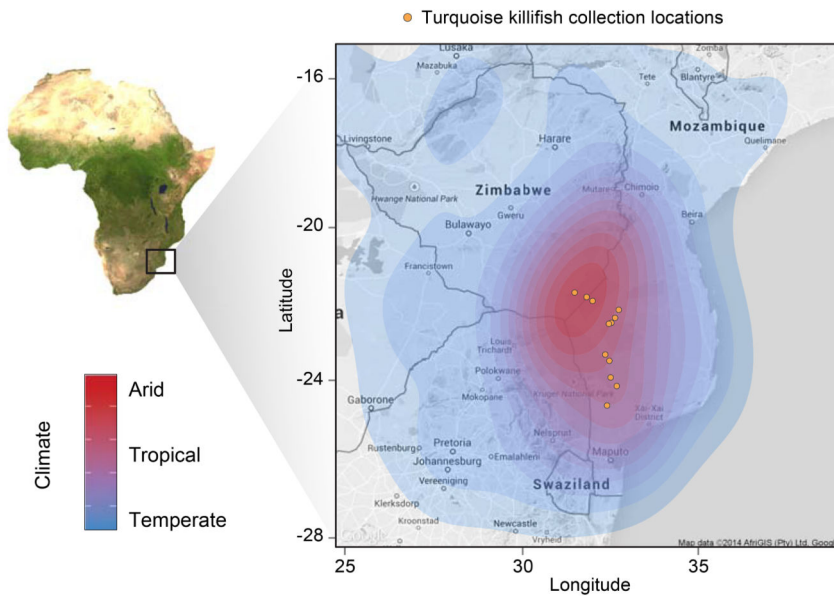 Turquoise killifish collection locations
Lusaka
Mazabuka
Zomba
Tete
Blantyre
-16
Mozambique
Livingstone
Harare
Quelimane
Zimbabwe
Mutare
Chimoio
Hwange National Park
Gweru
Beira
-20
Bulawayo
Francistown
Latitude
a
Louis
Trichardt
Polokwane
-24
Mokopane
Kruger National Park
Gaborone
Xai-Xai
District
Nelspruit
Rustenburg
Pretoria
Emalahleni
Maputo
Johannesburg
Vereeniging
Swaziland
Klerksdorp
Kroonstad
Newcastle
Vryheid
-28
Google
Map data ©2014 AfriGIS (Pty) Ltd, Googl
25
30
35
Longitude
Climate
Arid
Tropical
Temperate